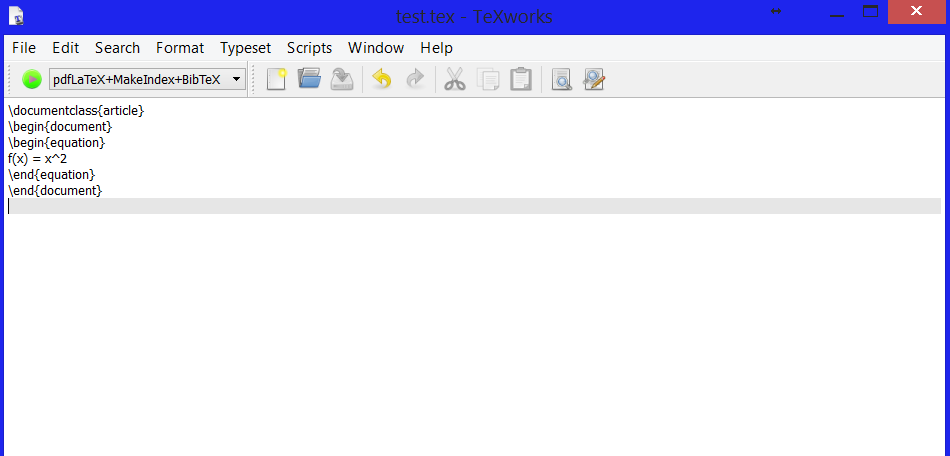 test.tex - TeXworks
File Edit Search Format Typeset Scripts Window Help
pdfLaTeX+MakeIndex+BibTeX
\documentclass{article}
\begin{document}
\begin{equation}
f(x) = x^2
\end{equation}
\end{document}